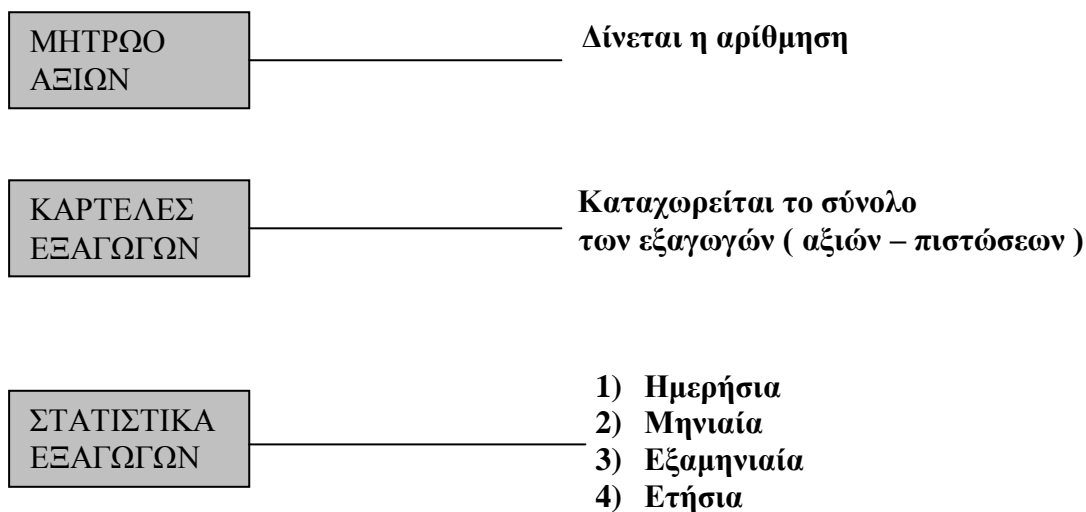 ΜΗΤΡΩΟ
ΑΞΙΩΝ
Δίνεται η αρίθμηση
ΚΑΡΤΕΛΕΣ
ΕΞΑΓΩΓΩΝ
Καταχωρείται το σύνολο
των εξαγωγών ( αξιών – πιστώσεων )
ΣΤΑΤΙΣΤΙΚΑ
ΕΞΑΓΩΓΩΝ
1) Ημερήσια
2) Μηνιαία
3) Εξαμηνιαία
4) Ετήσια